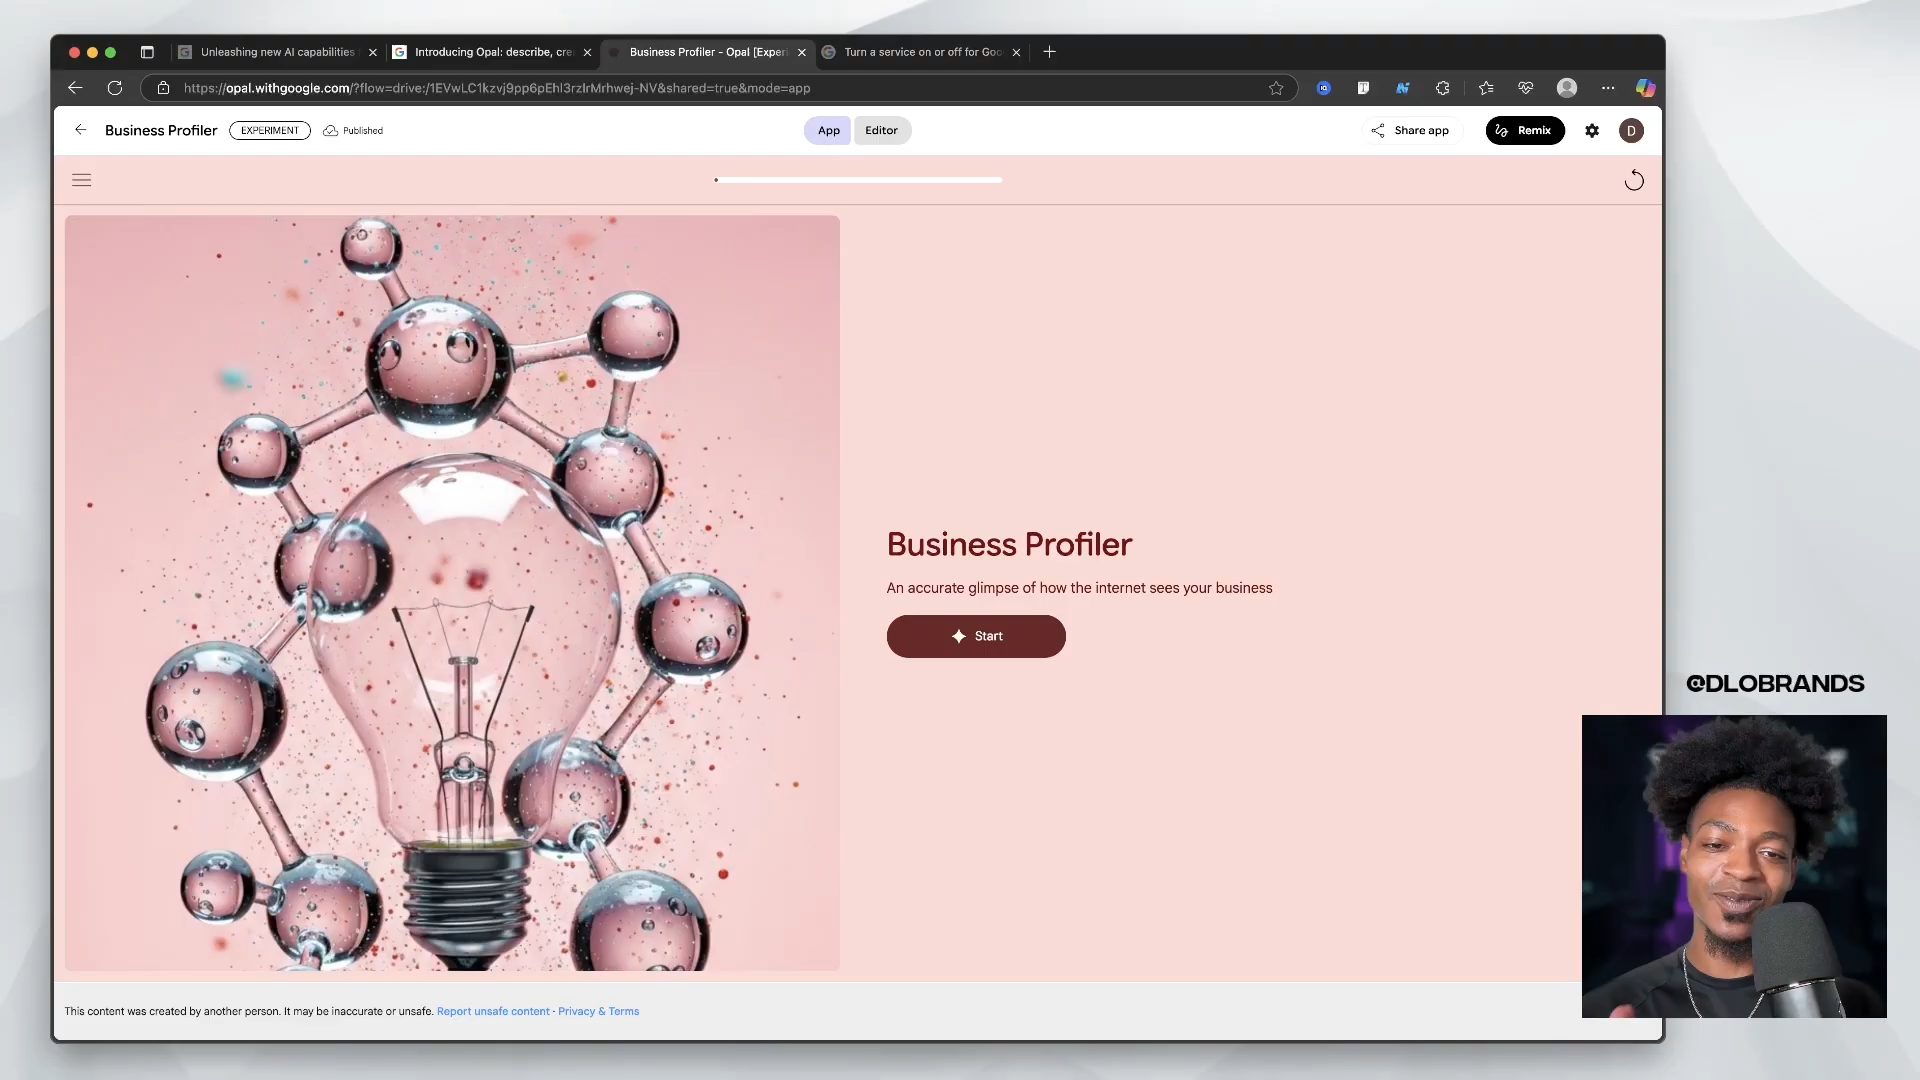 Unleashing new AI capabilities
Introducing Opal: describe, cre
Business Profiler - Opal [Experi
Turn a service on or off for Goo
https://opal.withgoogle.com/?flow=drive:/1EVwLC1kzvj9pp6pEhl3rzIrMrhwej-NV&shared=true&mode=app
Business Profiler
EXPERIMENT
Published
App
Editor
Share app
Remix
D
Business Profiler
An accurate glimpse of how the internet sees your business
Start
@DLOBRANDS
This content was created by another person. It may be inaccurate or unsafe. Report unsafe content · Privacy & Terms